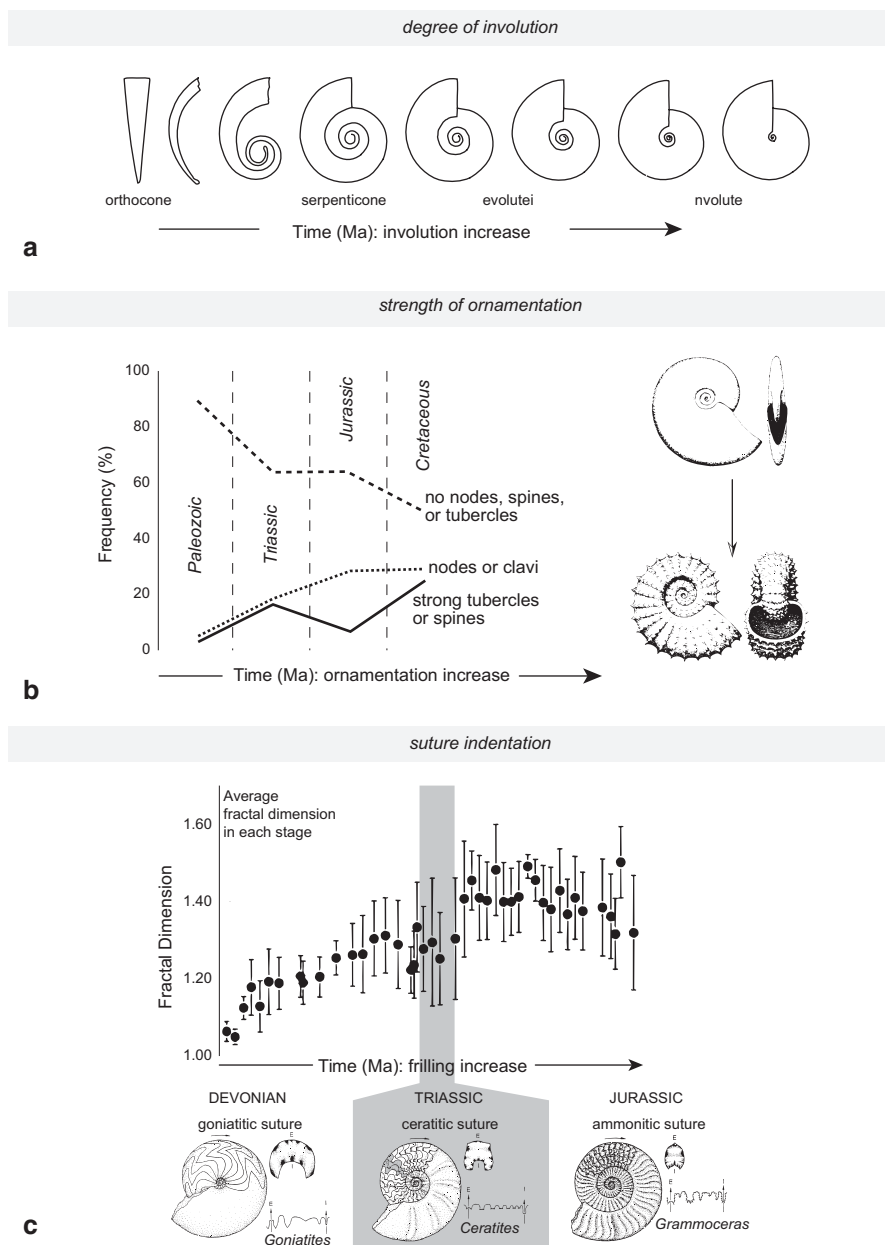 degree of involution
orthocone
serpenticone
evolutei
nvolute
Time (Ma): involution increase
a
strength of ornamentation
100
80
60
40
20
0
Frequency (%)
Paleozoic
Triassic
Jurassic
Cretaceous
no nodes, spines,
or tubercles
nodes or clavi
strong tubercles
or spines
Time (Ma): ornamentation increase
b
suture indentation
Average
fractal dimension
in each stage
1.60
1.40
1.20
1.00
Fractal Dimension
Time (Ma): frilling increase
DEVONIAN
goniatitic suture
E
E
I
Goniatites
TRIASSIC
ceratitic suture
E
E
I
Ceratites
JURASSIC
ammonitic suture
E
E
I
Grammoceras
c